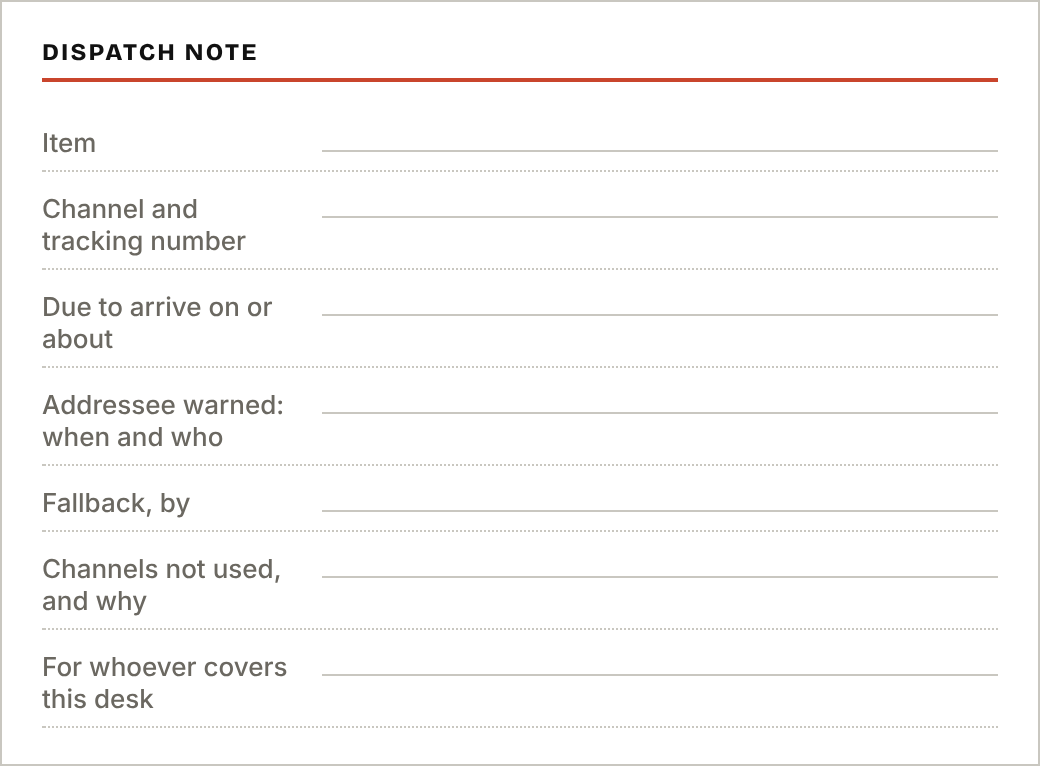 DISPATCH NOTE
Item
Channel and
tracking number
Due to arrive on or
about
Addressee warned:
when and who
Fallback, by
Channels not used,
and why
For whoever covers
this desk